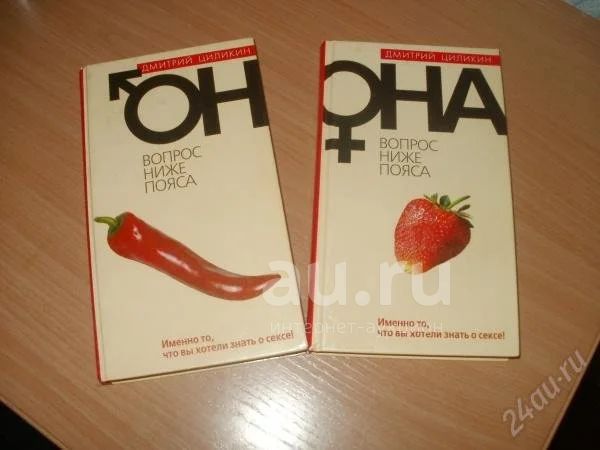 ДМИТРИЙ ЦИЛИКИН
ОН
ВОПРОС
НИЖЕ
ПОЯСА
Именно то,
что вы хотели знать о сексе!
ДМИТРИЙ ЦИЛИКИН
ОНА
ВОПРОС
НИЖЕ
ПОЯСА
Именно то,
что вы хотели знать о сексе!
au.ru
24au.ru